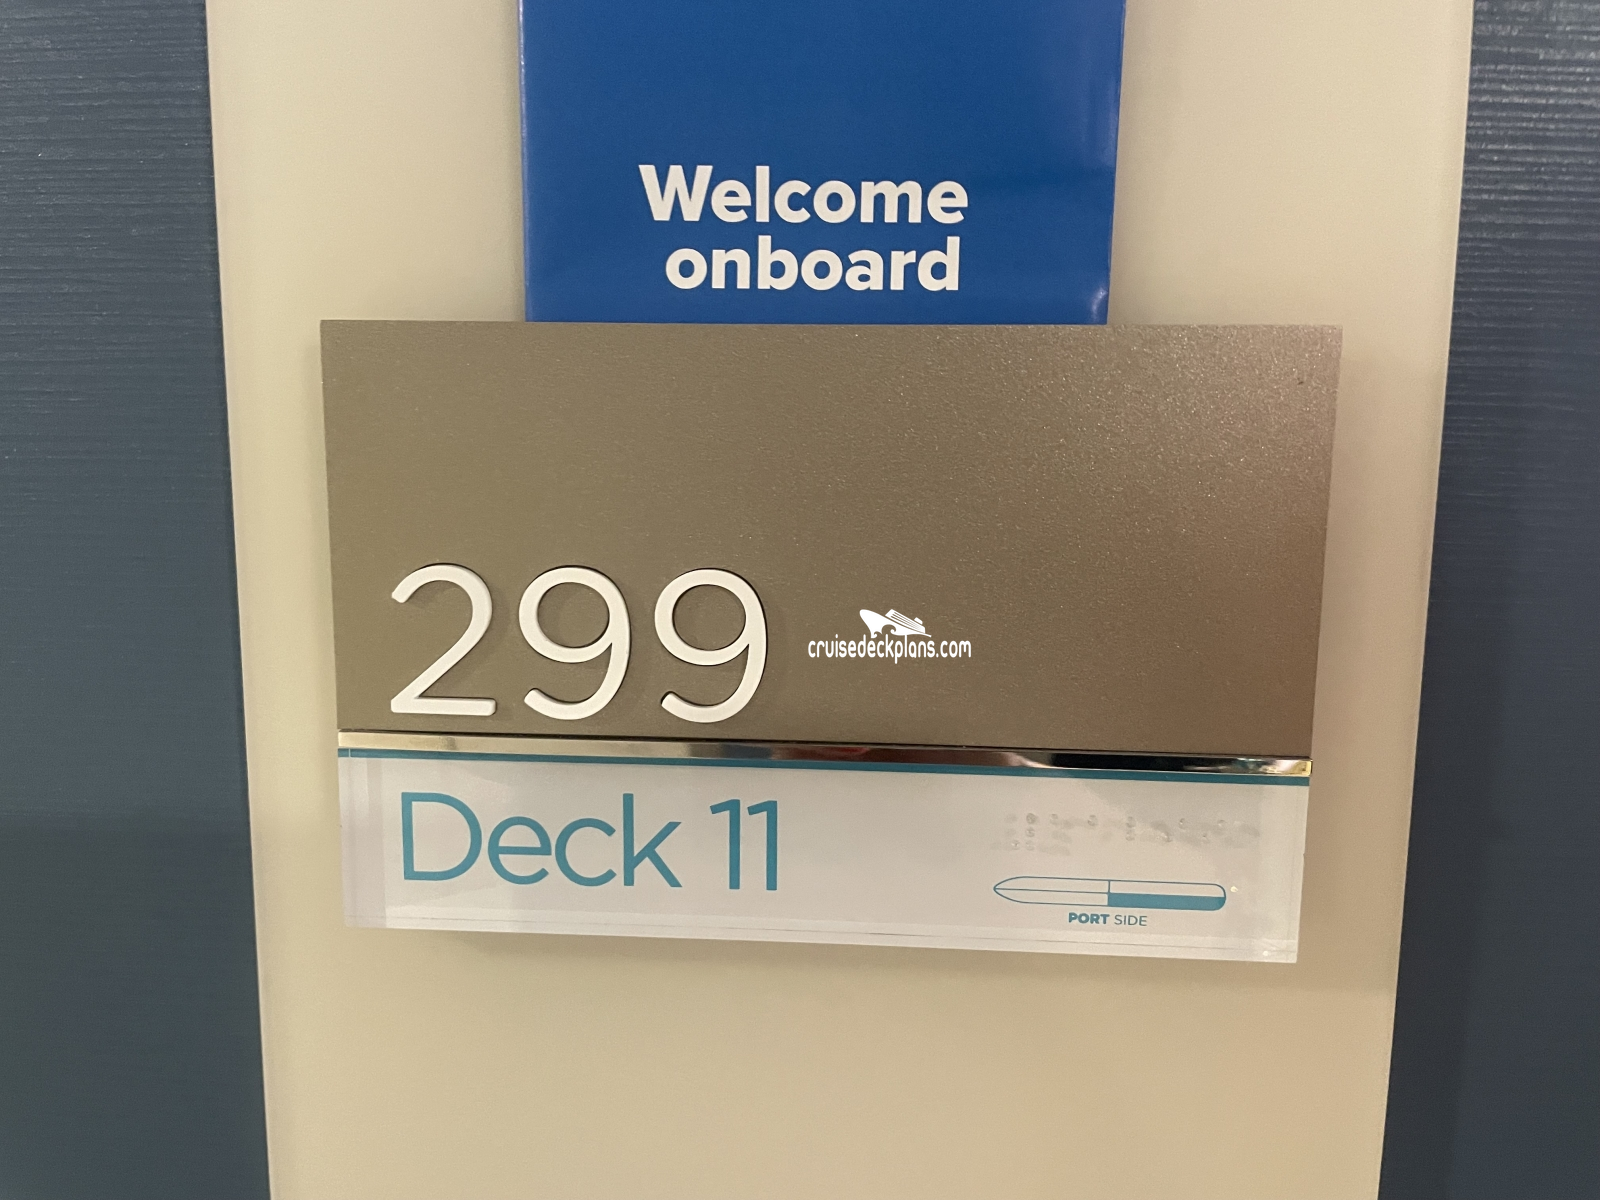 Welcome
onboard
299
cruisedeckplans.com
Deck 11
PORT SIDE